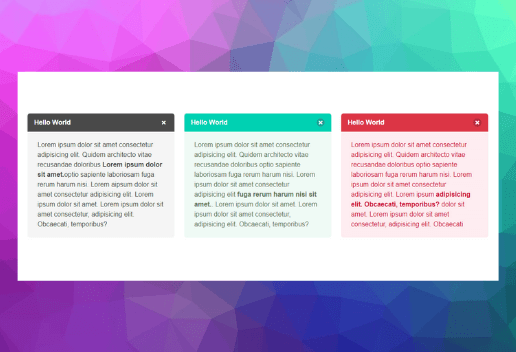 Hello World
Lorem ipsum dolor sit amet consectetur
adipisicing elit. Quidem architecto vitae
recusandae doloribus Lorem ipsum dolor
sit amet.optio sapiente laboriosam fuga
rerum harum nisi. Lorem aipsum dolor sit
amet consectetur adipisicing elit. Lorem
ipsum dolor sit amet. Lorem ipsum dolor sit
amet consectetur, adipisicing elit.
Obcaecati, temporibus?
Hello World
Lorem ipsum dolor sit amet consectetur
adipisicing elit. Quidem architecto vitae
recusandae doloribus optio sapiente
laboriosam fuga rerum harum nisi. Lorem
ipsum dolor sit amet consectetur
adipisicing elit fuga rerum harum nisi sit
amet.. Lorem ipsum dolor sit amet. Lorem
ipsum dolor sit amet consectetur,
adipisicing elit. Obcaecati, temporibus?
Hello World
Lorem ipsum dolor sit amet consectetur
adipisicing elit. Quidem architecto vitae
recusandae doloribus optio sapiente
laboriosam fuga rerum harum nisi. Lorem
ipsum dolor sit amet consectetur
adipisicing elit. Lorem ipsum adipisicing
elit. Obcaecati, temporibus? dolor sit
amet. Lorem ipsum dolor sit amet
consectetur, adipisicing elit. Obcaecati